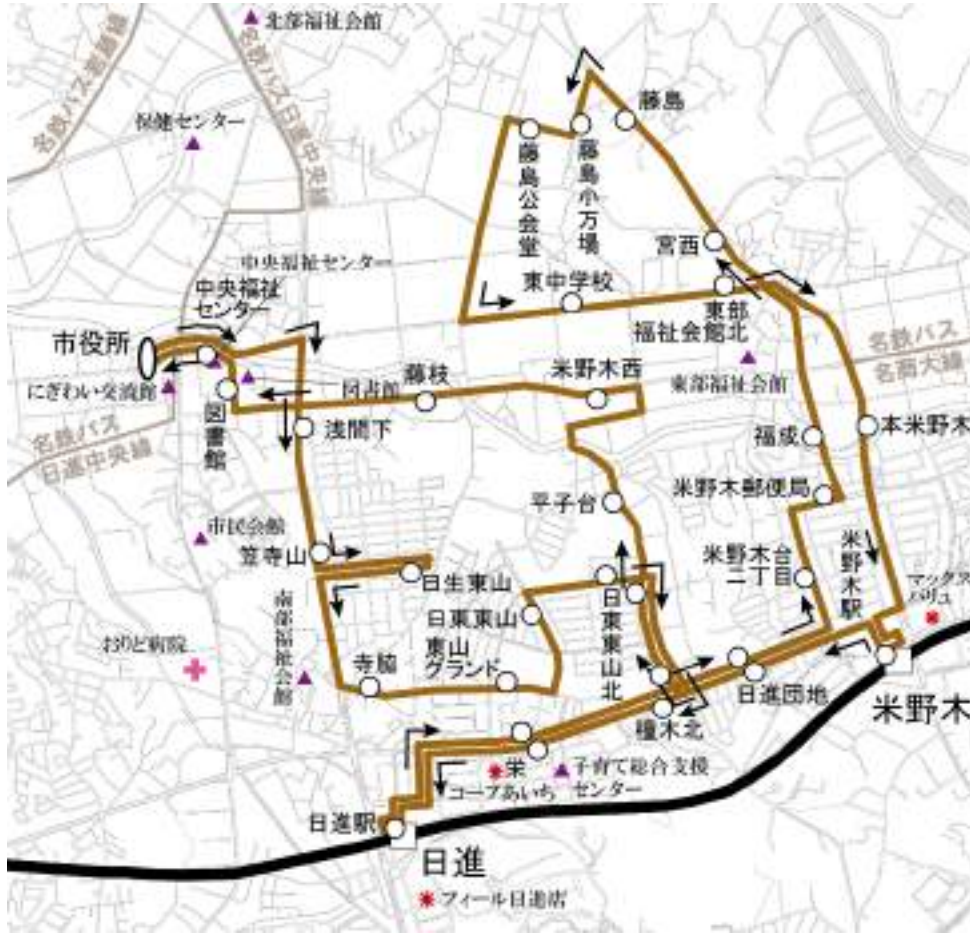 北部福祉会館
名鉄バス岩崎線
名鉄バス日進中央線
保健センター
藤島
藤島小万場
藤島公会堂
宮西
中央福祉センター
中央福祉
センター
東中学校
東部
福祉会館北
市役所
名鉄バス
名商大線
にぎわい交流館
図書館
図書館
藤枝
米野木西
東部福祉会館
名鉄バス
日進中央線
浅間下
福成
本米野木
平子台
米野木郵便局
市民会館
笠寺山
日生東山
米野木台
二丁目
米野木駅
マックス
バリュ
南部福祉会館
日東東山
日東東山北
おりど病院
東山
グランド
寺脇
日進団地
米野木
檀木北
栄
コープあいち
子育て総合支援
センター
日進駅
日進
フィール日進店